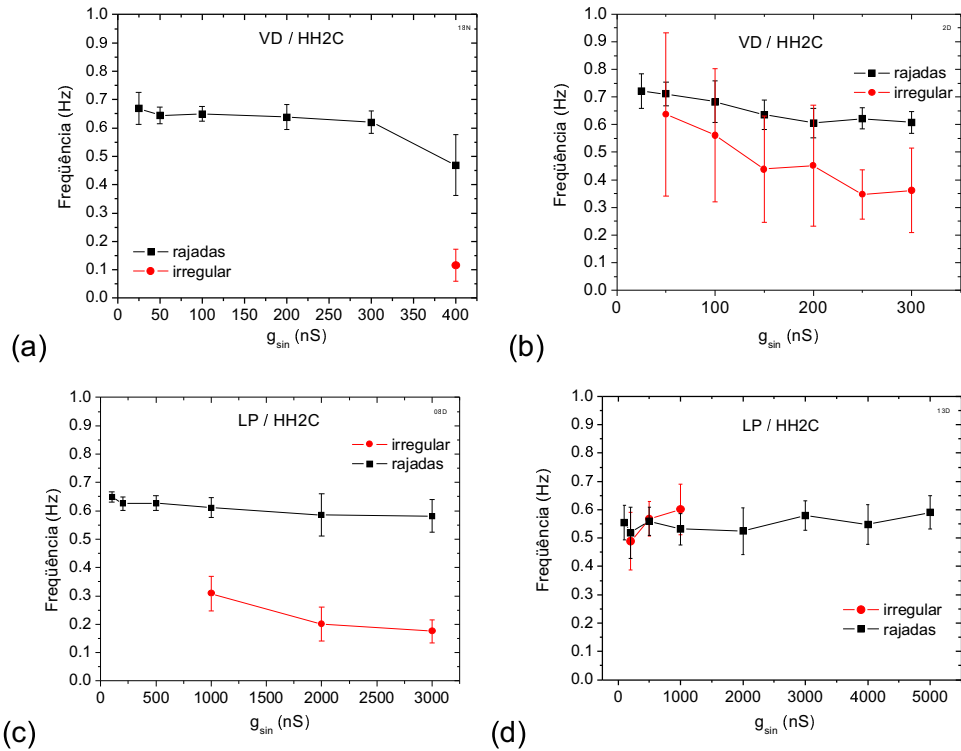 VD / HH2C
18N
Freqüência (Hz)
1.0
0.9
0.8
0.7
0.6
0.5
0.4
0.3
0.2
0.1
0.0
rajadas
irregular
0 50 100 150 200 250 300 350 400
g_sin (nS)
(a)
VD / HH2C
2D
Freqüência (Hz)
1.0
0.9
0.8
0.7
0.6
0.5
0.4
0.3
0.2
0.1
0.0
rajadas
irregular
0 100 200 300
g_sin (nS)
(b)
LP / HH2C
08D
Freqüência (Hz)
1.0
0.9
0.8
0.7
0.6
0.5
0.4
0.3
0.2
0.1
0.0
irregular
rajadas
0 500 1000 1500 2000 2500 3000
g_sin (nS)
(c)
LP / HH2C
13D
Freqüência (Hz)
1.0
0.9
0.8
0.7
0.6
0.5
0.4
0.3
0.2
0.1
0.0
irregular
rajadas
0 1000 2000 3000 4000 5000
g_sin (nS)
(d)